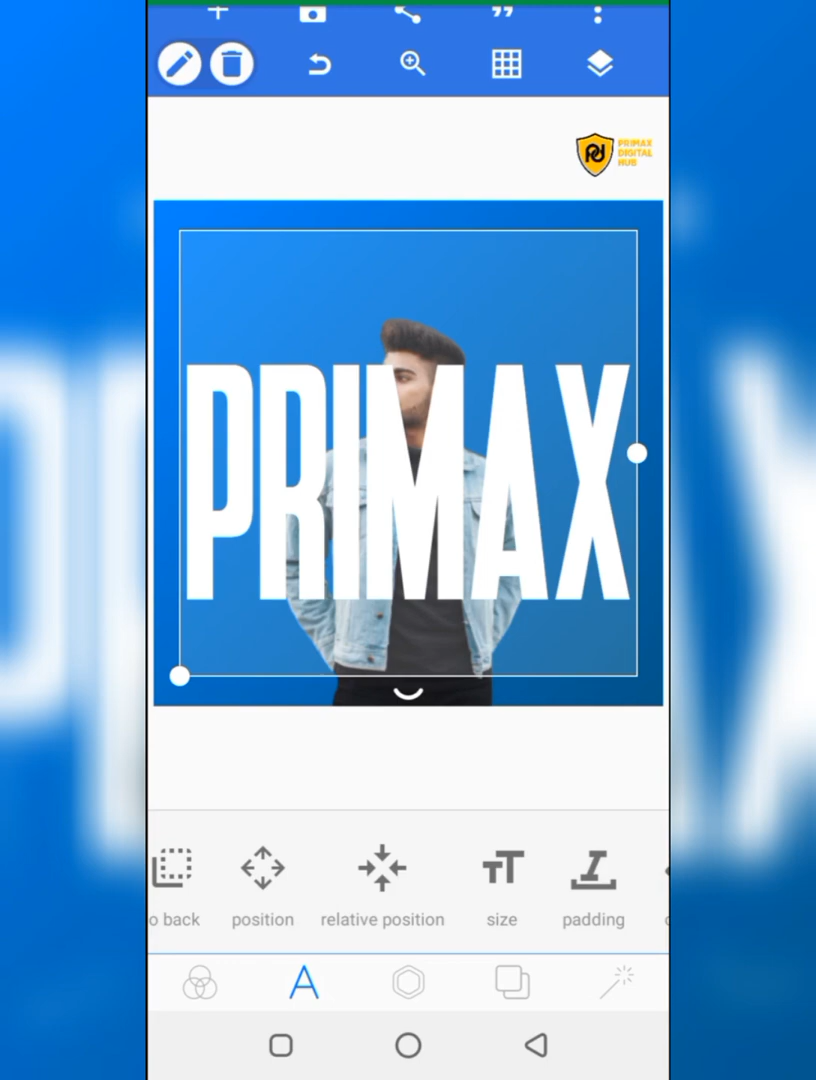 PRIMAX
DIGITAL
HUB
PRIMAX
o back
position
relative position
size
padding